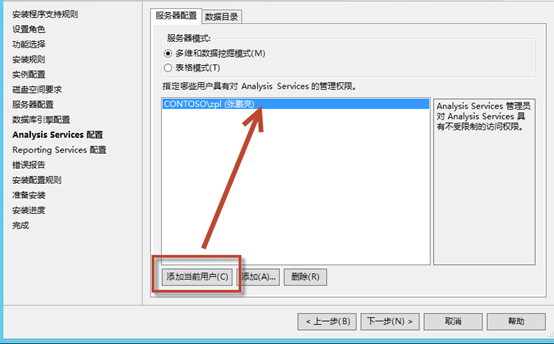 安装程序支持规则
设置角色
功能选择
安装规则
实例配置
磁盘空间要求
服务器配置
数据库引擎配置
Analysis Services 配置
Reporting Services 配置
错误报告
安装配置规则
准备安装
安装进度
完成
服务器配置 数据目录
服务器模式:
多维和数据挖掘模式(M)
表格模式(T)
指定哪些用户具有对 Analysis Services 的管理权限。
CONTOSO\zpl (张鹏亮)
Analysis Services 管理员
对 Analysis Services 具
有不受限制的访问权限。
添加当前用户(C) 添加(A)... 删除(R)
< 上一步(B) 下一步(N) > 取消 帮助